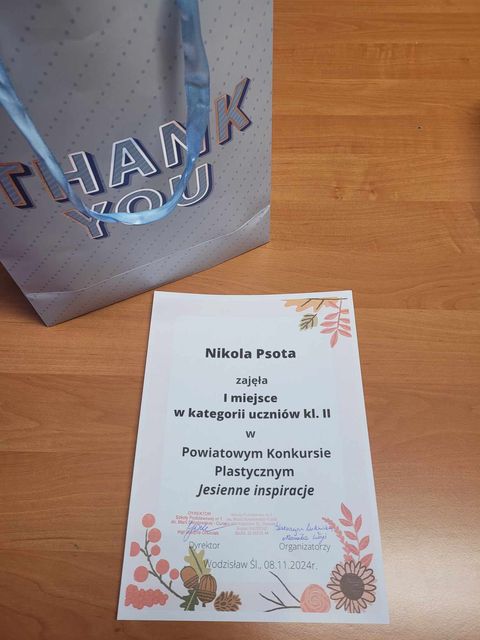 THANK
YOU
Nikola Psota
zajęła
I miejsce
w kategorii uczniów kl. II
w
Powiatowym Konkursie
Plastycznym
Jesienne inspiracje
DYREKTOR
Dyrektor
Organizatorzy
Wodzisław Śl., 08.11.2024r.